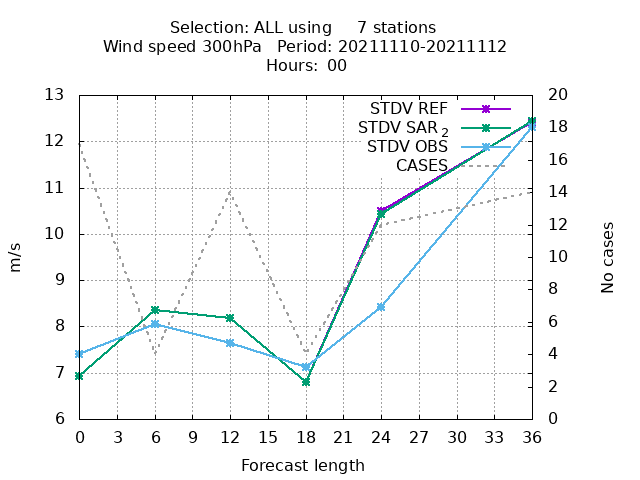 Selection: ALL using 7 stations
Wind speed 300hPa Period: 20211110-20211112
Hours: 00
STDV REF
STDV SAR 2
STDV OBS
CASES
13
12
11
10
9
8
7
6
20
18
16
14
12
10
8
6
4
2
0
m/s
No cases
0 3 6 9 12 15 18 21 24 27 30 33 36
Forecast length